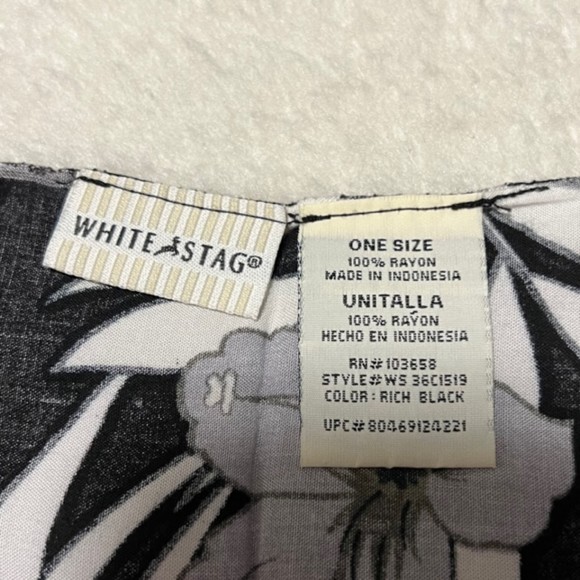 WHITE STAG®
ONE SIZE
100% RAYON
MADE IN INDONESIA
UNITALLA
100% RAYON
HECHO EN INDONESIA
RN#103658
STYLE#WS 36C1519
COLOR: RICH BLACK
UPC#80469124221